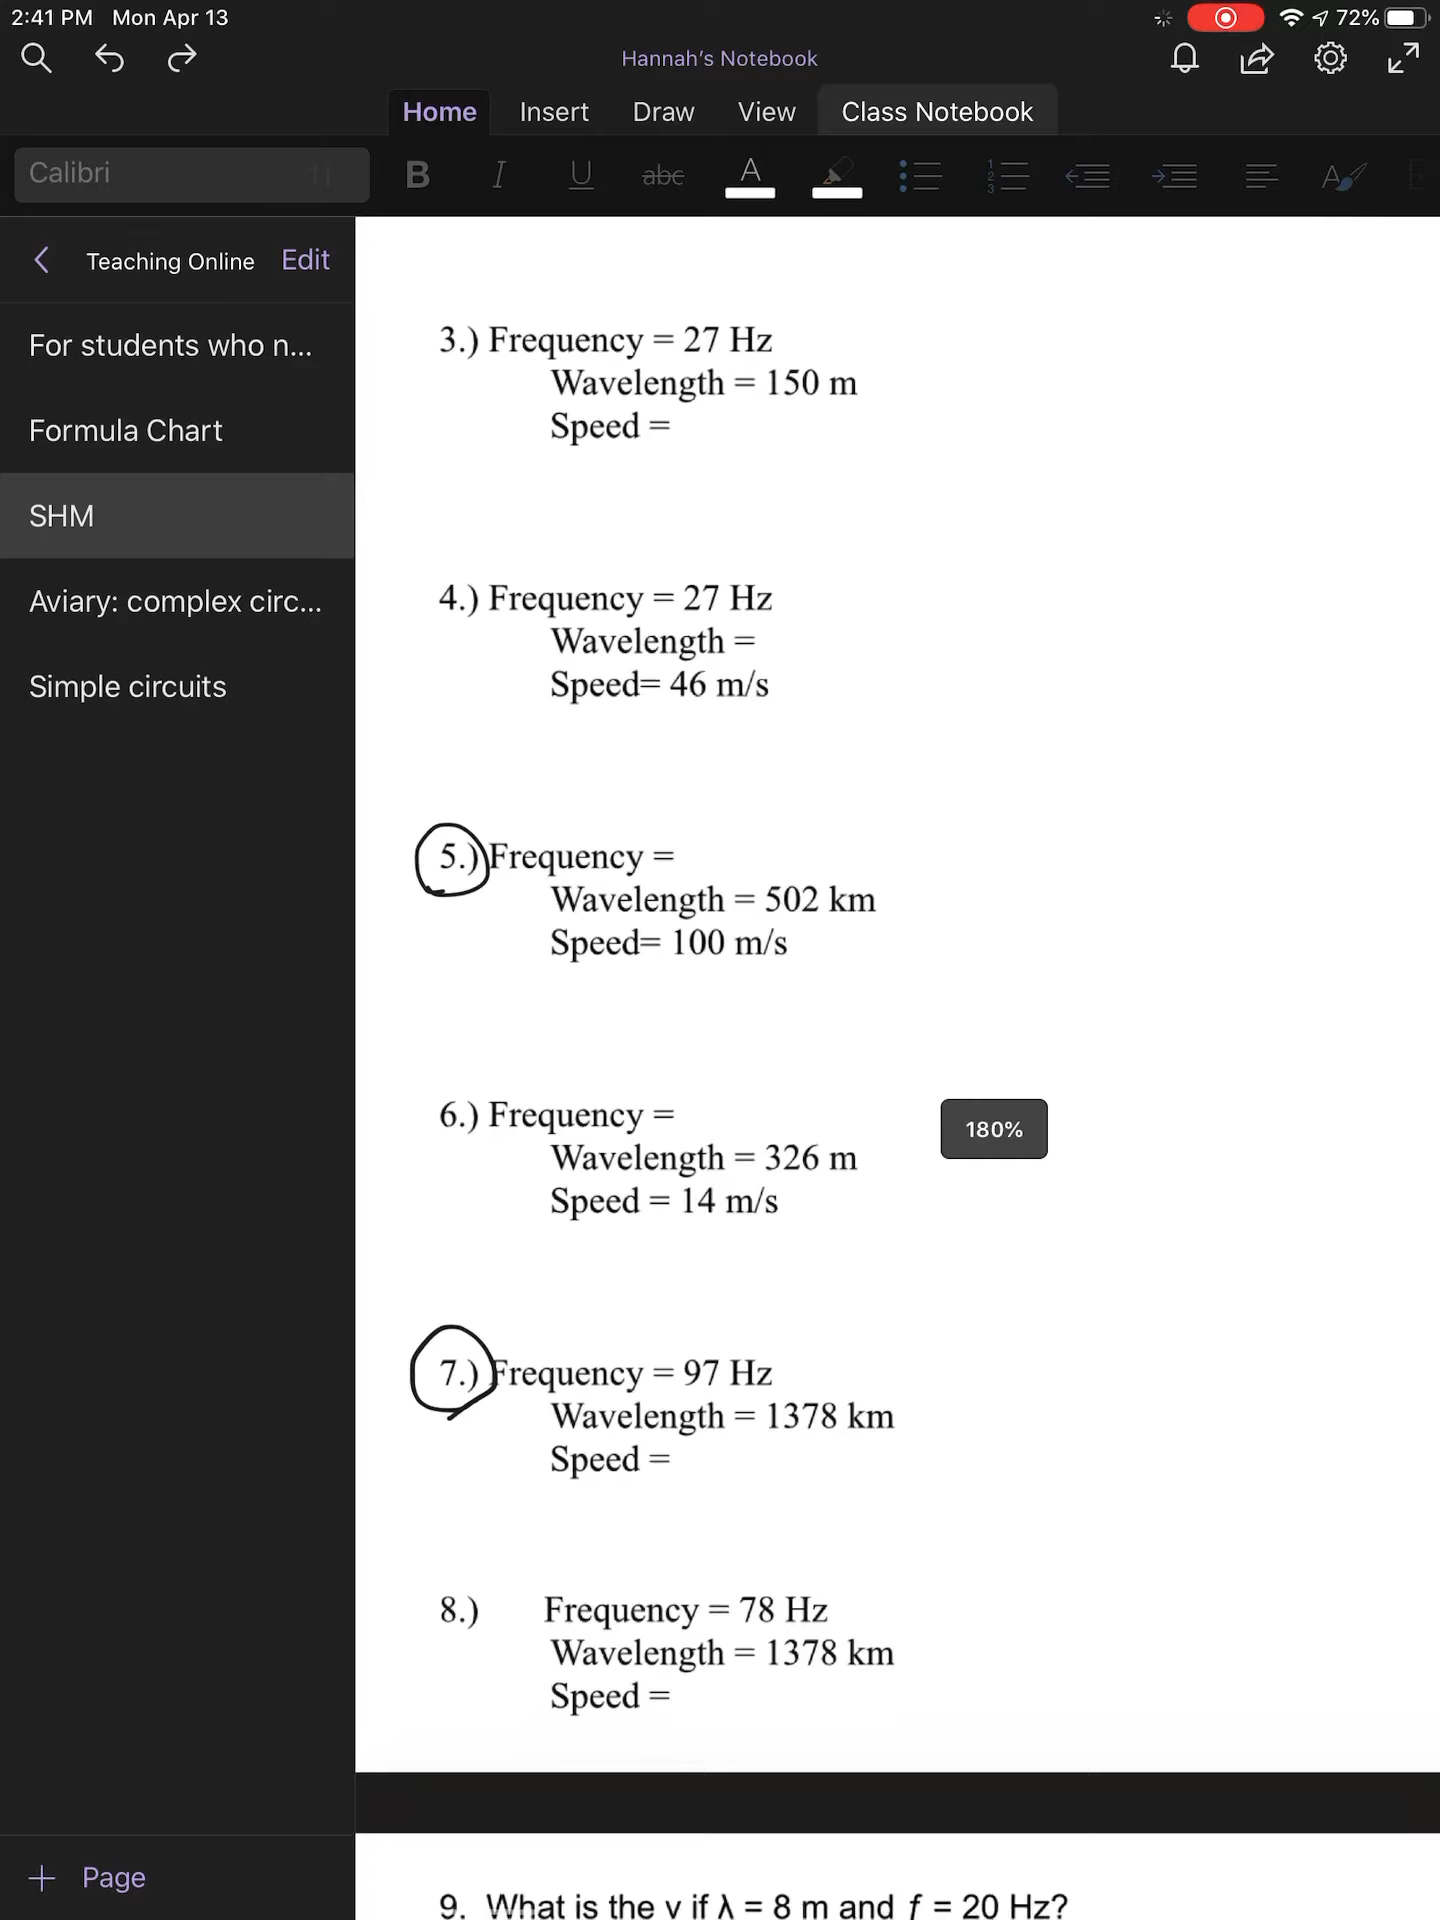 2:41 PM Mon Apr 13
72%
Hannah's Notebook
Home Insert Draw View Class Notebook
Calibri
B I U abc A
Teaching Online Edit
For students who n...
Formula Chart
SHM
Aviary: complex circ...
Simple circuits
3.) Frequency = 27 Hz
Wavelength = 150 m
Speed =
4.) Frequency = 27 Hz
Wavelength =
Speed= 46 m/s
5.) Frequency =
Wavelength = 502 km
Speed= 100 m/s
6.) Frequency =
Wavelength = 326 m
Speed = 14 m/s
180%
7.) Frequency = 97 Hz
Wavelength = 1378 km
Speed =
8.) Frequency = 78 Hz
Wavelength = 1378 km
Speed =
+ Page
9. What is the v if λ = 8 m and f = 20 Hz?